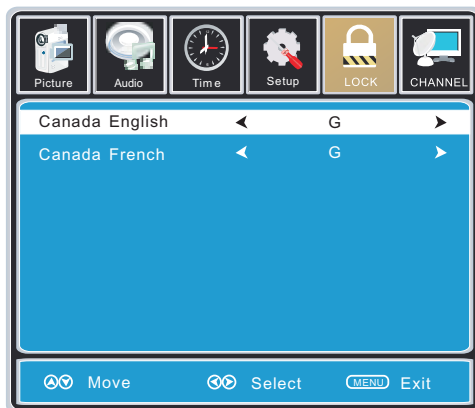 Picture Audio Time Setup LOCK CHANNEL
Canada English G
Canada French G
Move Select MENU Exit